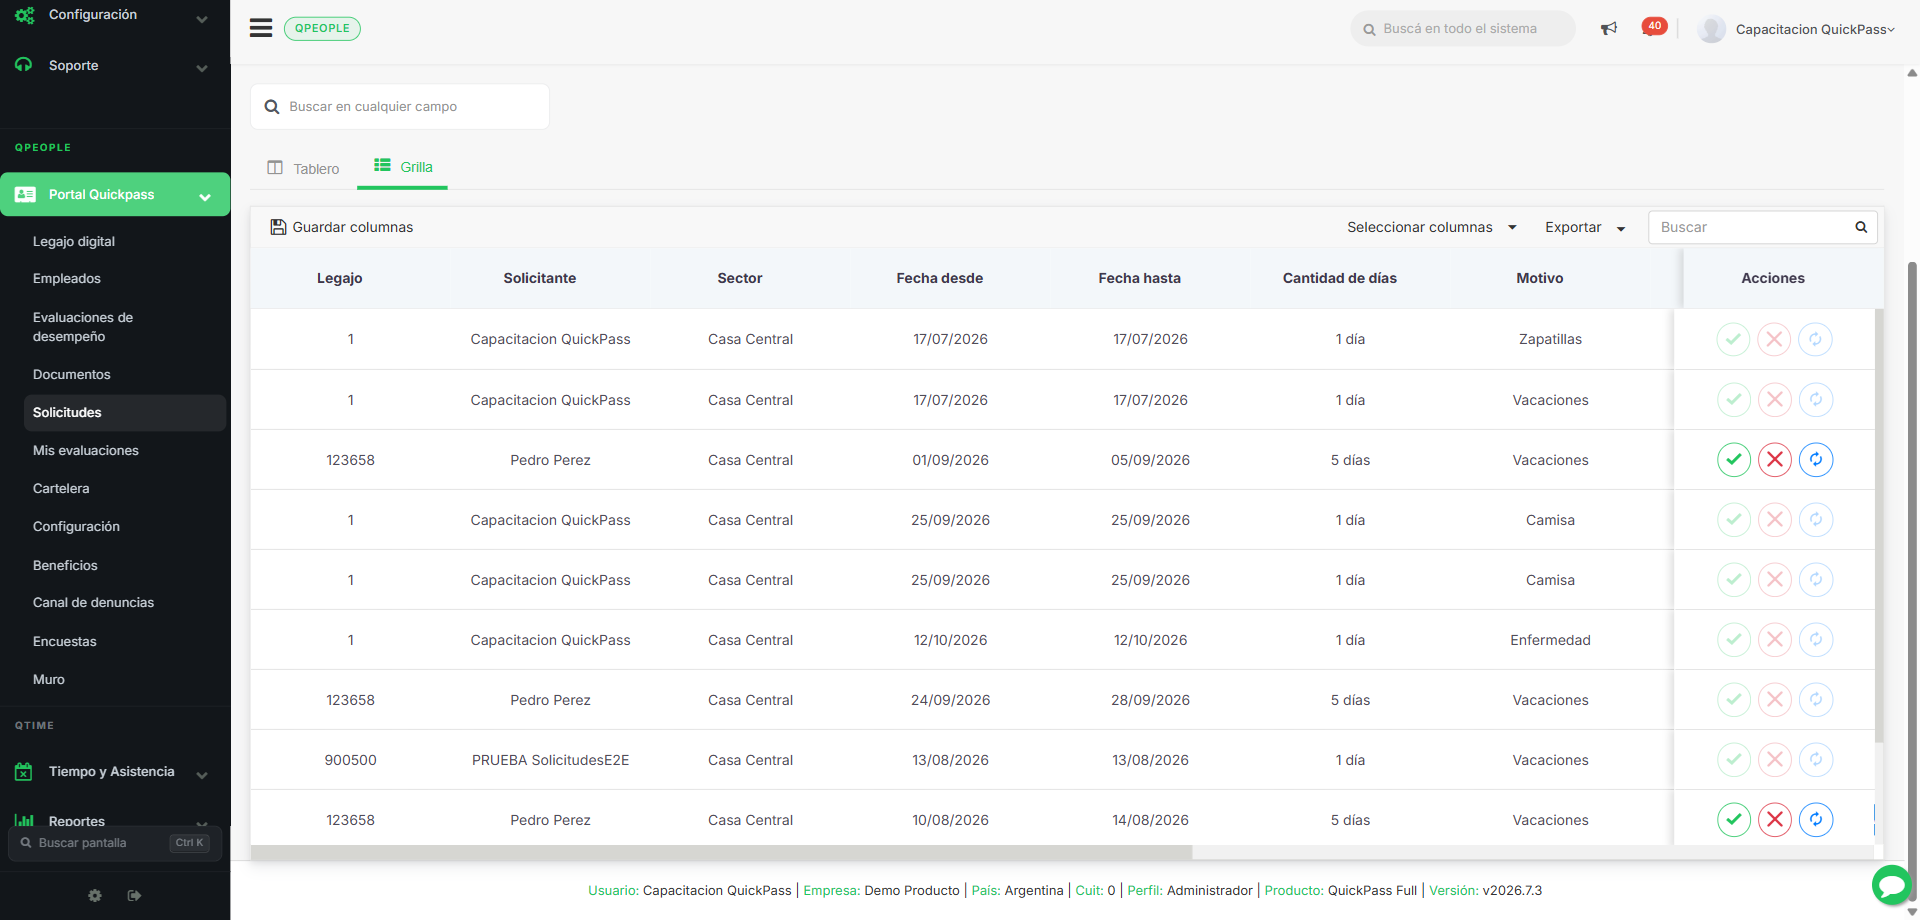 Configuración
Soporte
QPEOPLE
Portal Quickpass
Legajo digital
Empleados
Evaluaciones de
desempeño
Documentos
Solicitudes
Mis evaluaciones
Cartelera
Configuración
Beneficios
Canal de denuncias
Encuestas
Muro
QTIME
Tiempo y Asistencia
Reportes
Buscar pantalla Ctrl K
QPEOPLE Buscá en todo el sistema 40 Capacitacion QuickPass
Buscar en cualquier campo
Tablero Grilla
Guardar columnas Seleccionar columnas Exportar Buscar
Legajo Solicitante Sector Fecha desde Fecha hasta Cantidad de días Motivo Acciones
1 Capacitacion QuickPass Casa Central 17/07/2026 17/07/2026 1 día Zapatillas
1 Capacitacion QuickPass Casa Central 17/07/2026 17/07/2026 1 día Vacaciones
123658 Pedro Perez Casa Central 01/09/2026 05/09/2026 5 días Vacaciones
1 Capacitacion QuickPass Casa Central 25/09/2026 25/09/2026 1 día Camisa
1 Capacitacion QuickPass Casa Central 25/09/2026 25/09/2026 1 día Camisa
1 Capacitacion QuickPass Casa Central 12/10/2026 12/10/2026 1 día Enfermedad
123658 Pedro Perez Casa Central 24/09/2026 28/09/2026 5 días Vacaciones
900500 PRUEBA SolicitudesE2E Casa Central 13/08/2026 13/08/2026 1 día Vacaciones
123658 Pedro Perez Casa Central 10/08/2026 14/08/2026 5 días Vacaciones
Usuario: Capacitacion QuickPass | Empresa: Demo Producto | País: Argentina | Cuit: 0 | Perfil: Administrador | Producto: QuickPass Full | Versión: v2026.7.3